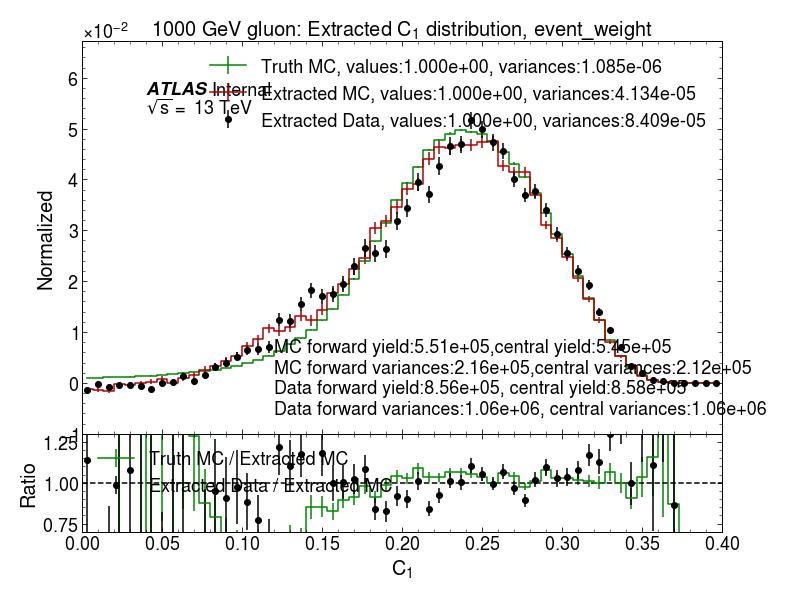 ×10⁻² 1000 GeV gluon: Extracted C₁ distribution, event_weight
Truth MC, values:1.000e+00, variances:1.085e-06
ATLAS Internal
Extracted MC, values:1.000e+00, variances:4.134e-05
√s = 13 TeV
Extracted Data, values:1.000e+00, variances:8.409e-05
6
5
4
3
2
1
0
1
Normalized
MC forward yield:5.51e+05,central yield:5.45e+05
MC forward variances:2.16e+05,central variances:2.12e+05
Data forward yield:8.56e+05, central yield:8.58e+05
Data forward variances:1.06e+06, central variances:1.06e+06
1.25
1.00
0.75
Ratio
Truth MC / Extracted MC
Extracted Data / Extracted MC
0.00 0.05 0.10 0.15 0.20 0.25 0.30 0.35 0.40
C₁